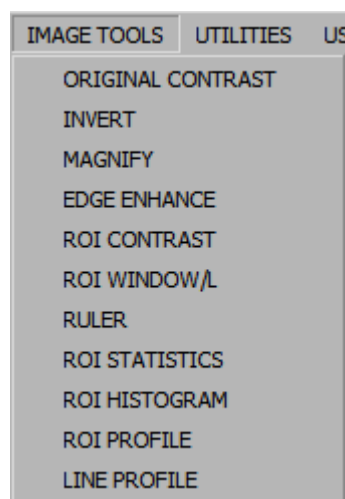 IMAGE TOOLS UTILITIES US
ORIGINAL CONTRAST
INVERT
MAGNIFY
EDGE ENHANCE
ROI CONTRAST
ROI WINDOW/L
RULER
ROI STATISTICS
ROI HISTOGRAM
ROI PROFILE
LINE PROFILE